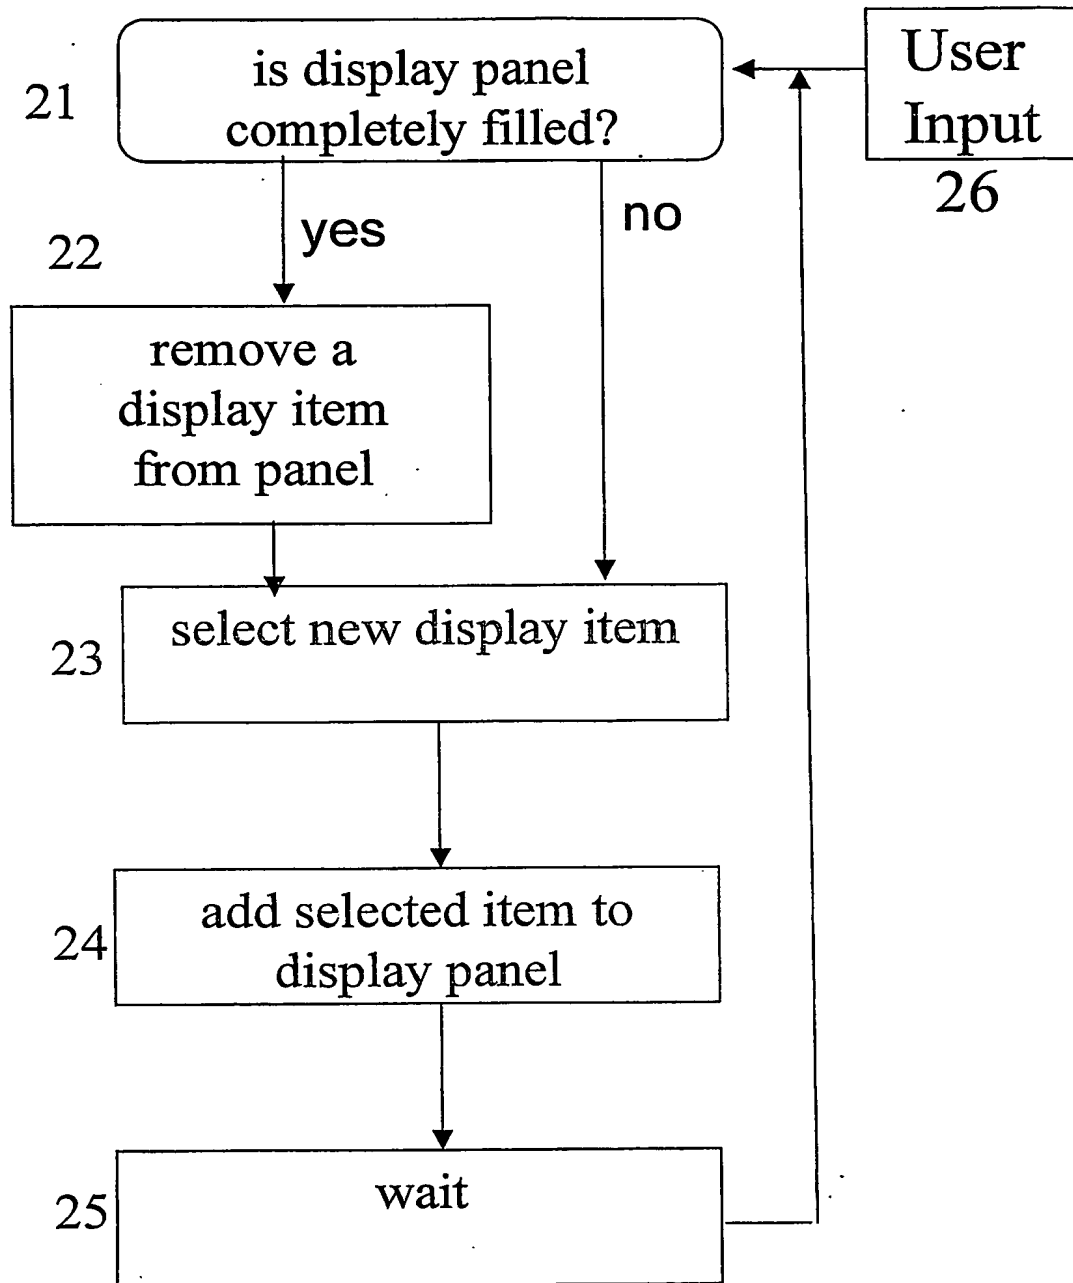 21
is display panel
completely filled?
User
Input
26
yes
no
22
remove a
display item
from panel
23
select new display item
24
add selected item to
display panel
25
wait